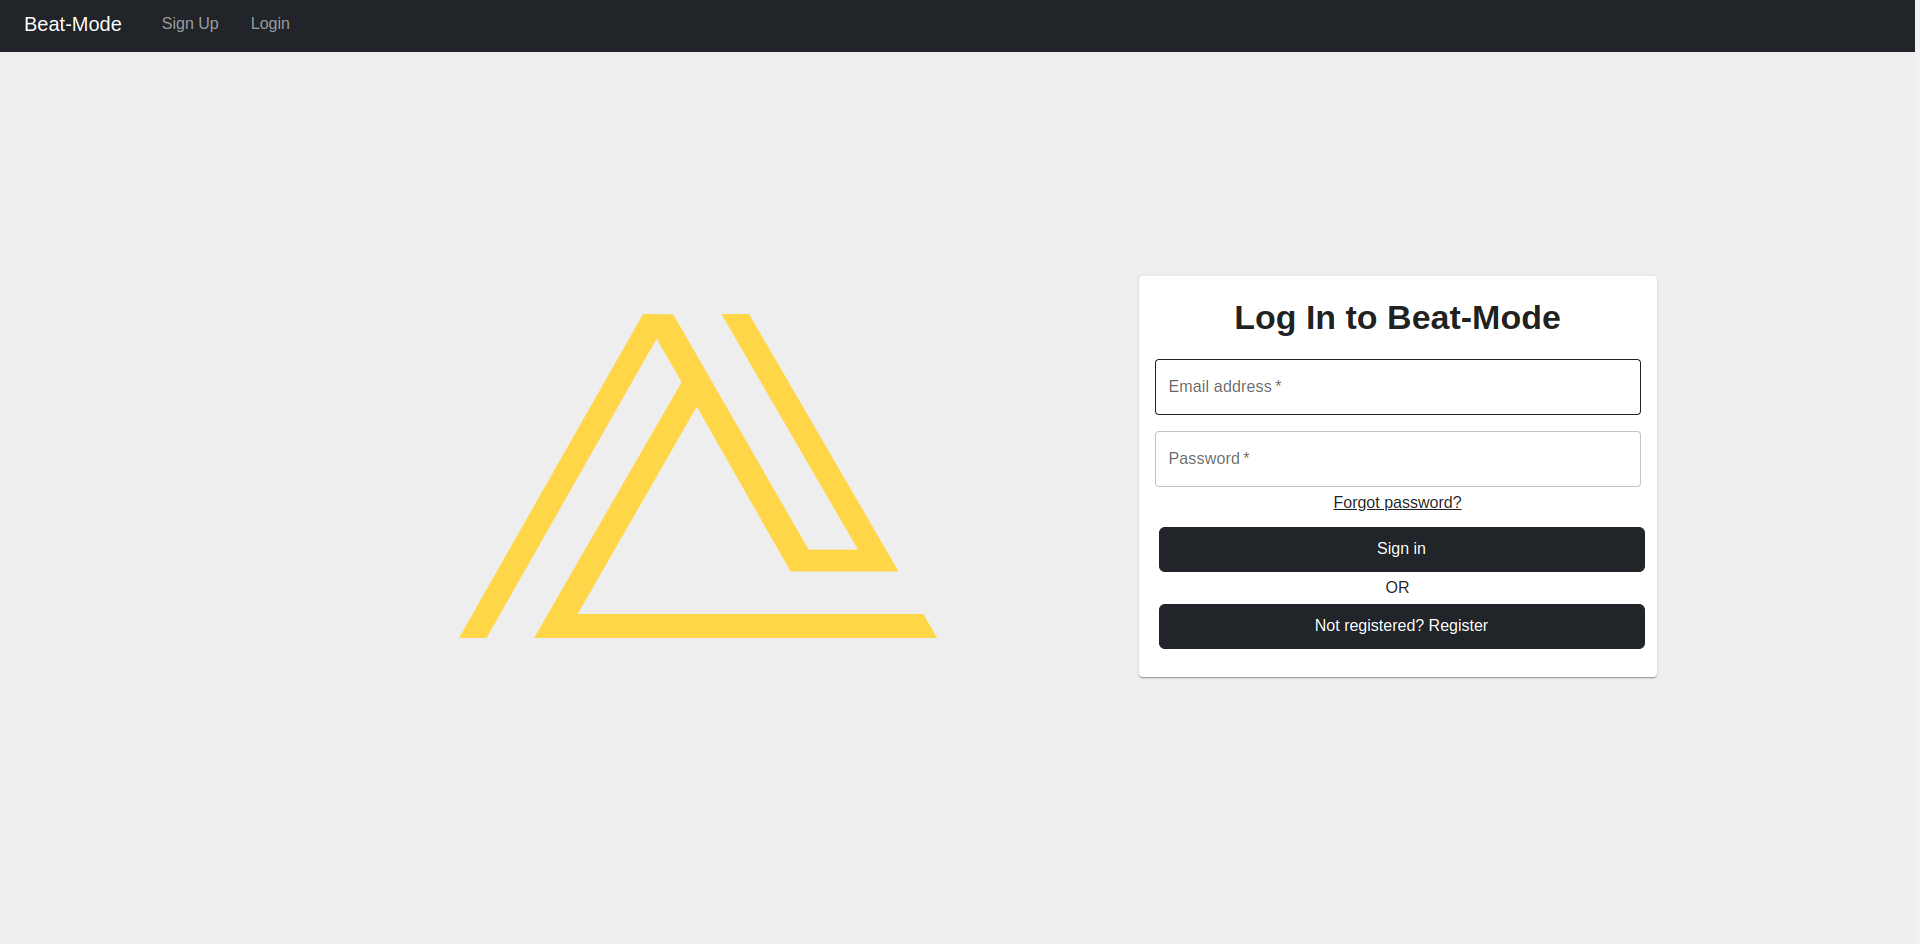 Beat-Mode Sign Up Login
Log In to Beat-Mode
Email address *
Password *
Forgot password?
Sign in
OR
Not registered? Register